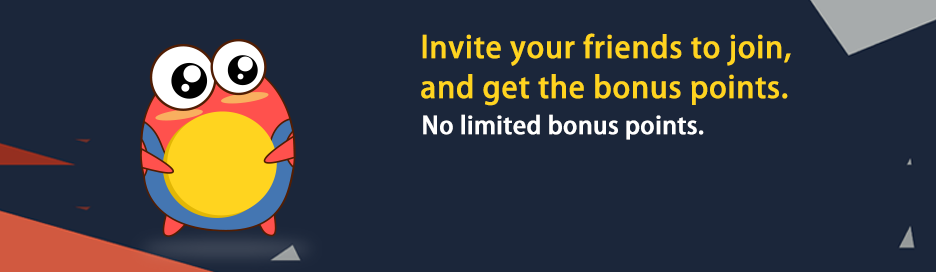 Invite your friends to join,
and get the bonus points.
No limited bonus points.